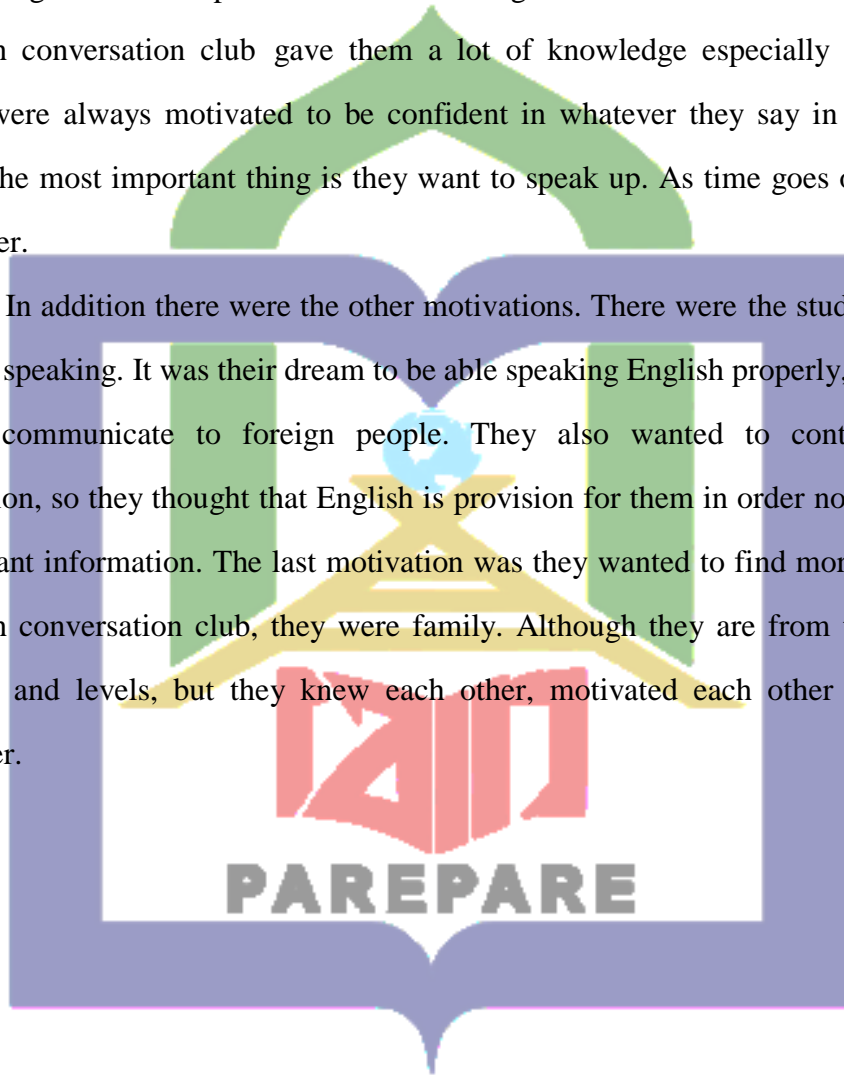 conversation club gave them a lot of knowledge especially
were always motivated to be confident in whatever they say in
the most important thing is they want to speak up. As time goes
er.
In addition there were the other motivations. There were the stud
speaking. It was their dream to be able speaking English properly,
communicate to foreign people. They also wanted to cont
on, so they thought that English is provision for them in order no
ant information. The last motivation was they wanted to find mor
conversation club, they were family. Although they are from
and levels, but they knew each other, motivated each other
er.
IAIN
PAREPARE